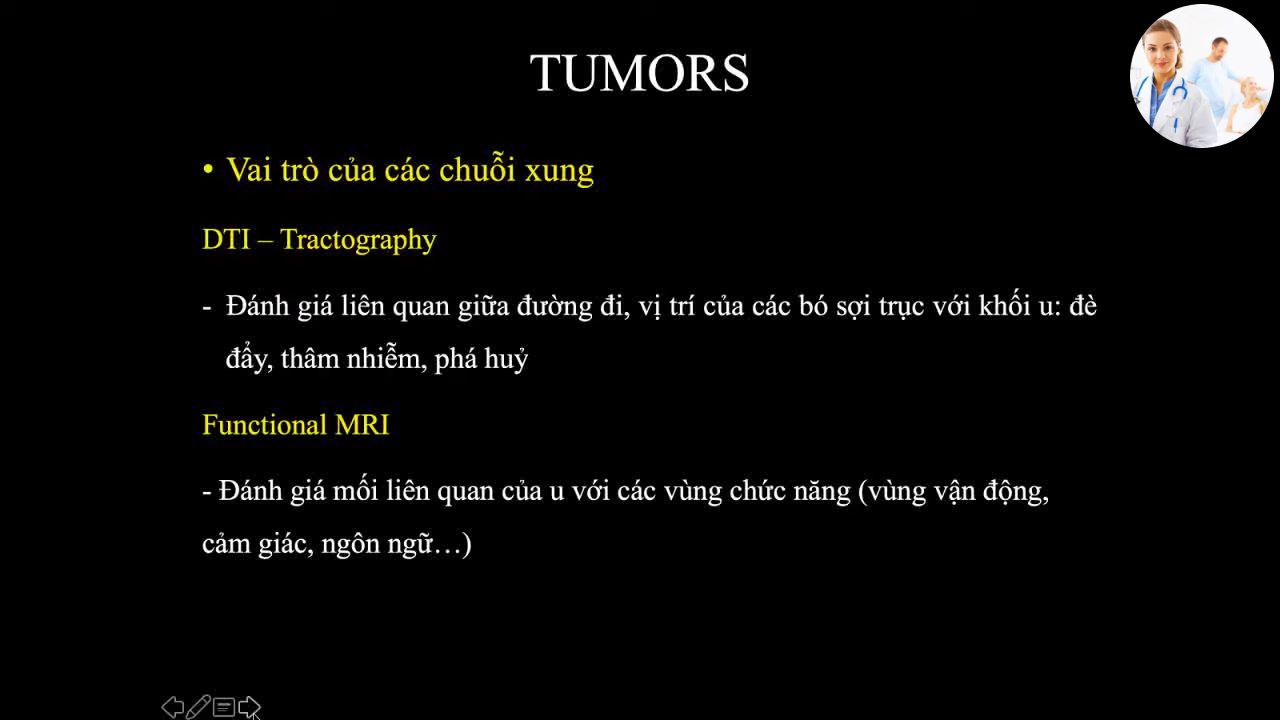 TUMORS
• Vai trò của các chuỗi xung
DTI – Tractography
- Đánh giá liên quan giữa đường đi, vị trí của các bó sợi trục với khối u: đè
đẩy, thâm nhiễm, phá huỷ
Functional MRI
- Đánh giá mối liên quan của u với các vùng chức năng (vùng vận động,
cảm giác, ngôn ngữ…)